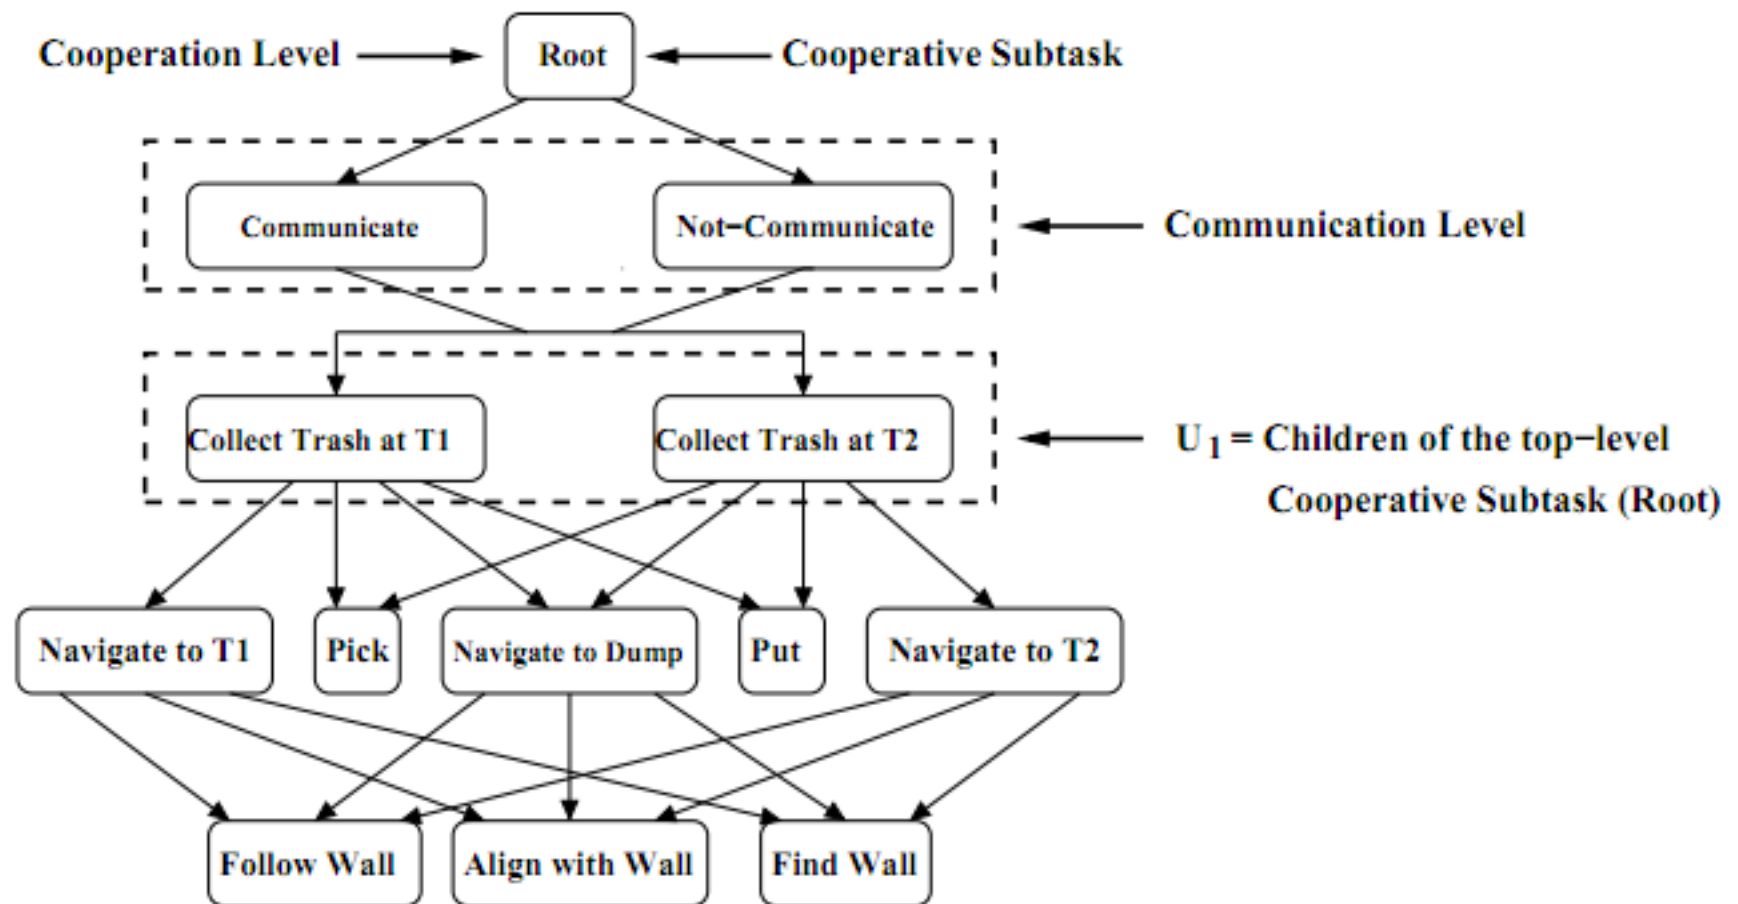 Cooperation Level
Root
Cooperative Subtask
Communicate
Not−Communicate
Communication Level
Collect Trash at T1
Collect Trash at T2
U1 = Children of the top−level
Cooperative Subtask (Root)
Navigate to T1
Pick
Navigate to Dump
Put
Navigate to T2
Follow Wall
Align with Wall
Find Wall